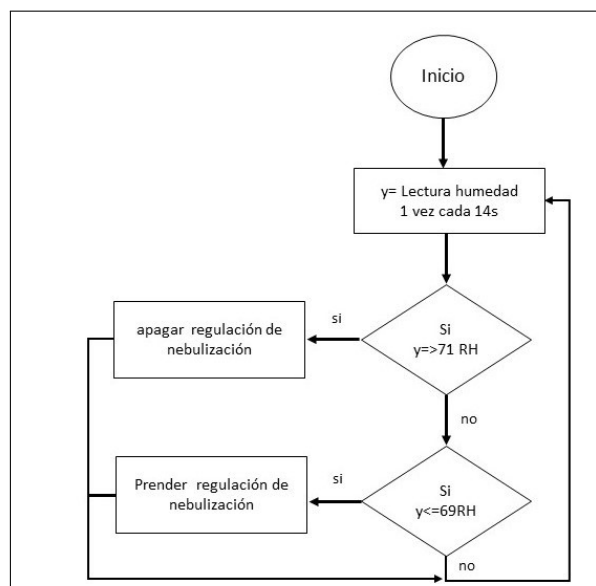 Inicio
y= Lectura humedad
1 vez cada 14s
si
apagar regulación de
nebulización
Si
y=>71 RH
no
si
Prender regulación de
nebulización
Si
y<=69RH
no